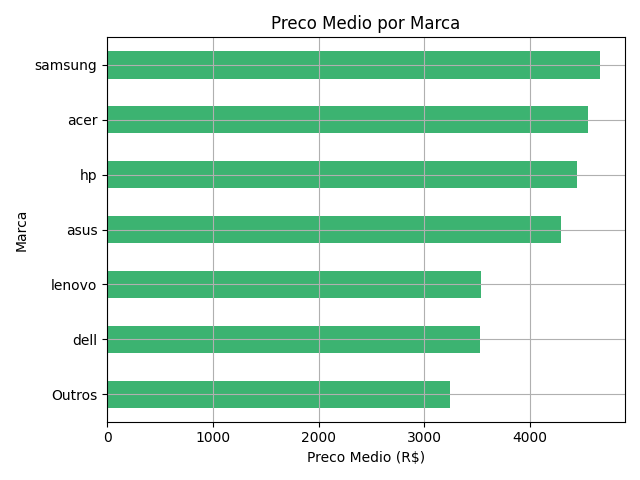 Preco Medio por Marca
samsung
acer
hp
asus
lenovo
dell
Outros
Marca
0 1000 2000 3000 4000
Preco Medio (R$)